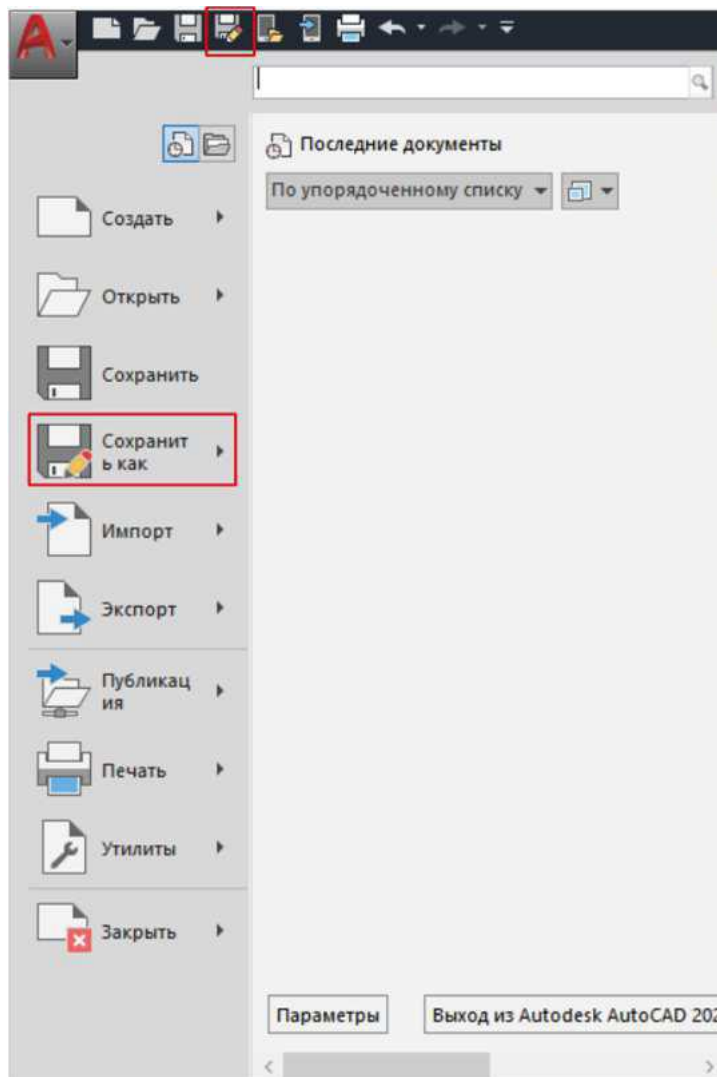 Последние документы
По упорядоченному списку
Создать
Открыть
Сохранить
Сохранит
ь как
Импорт
Экспорт
Публикац
ия
Печать
Утилиты
Закрыть
Параметры
Выход из Autodesk AutoCAD 202